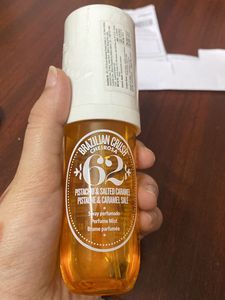 BRAZILIAN CRUSH
CHEIROSA
62
PISTACHIO & SALTED CARAMEL
PISTACHE & CARAMEL SALÉ
Spray perfumado
Perfume Mist
Brume parfumée